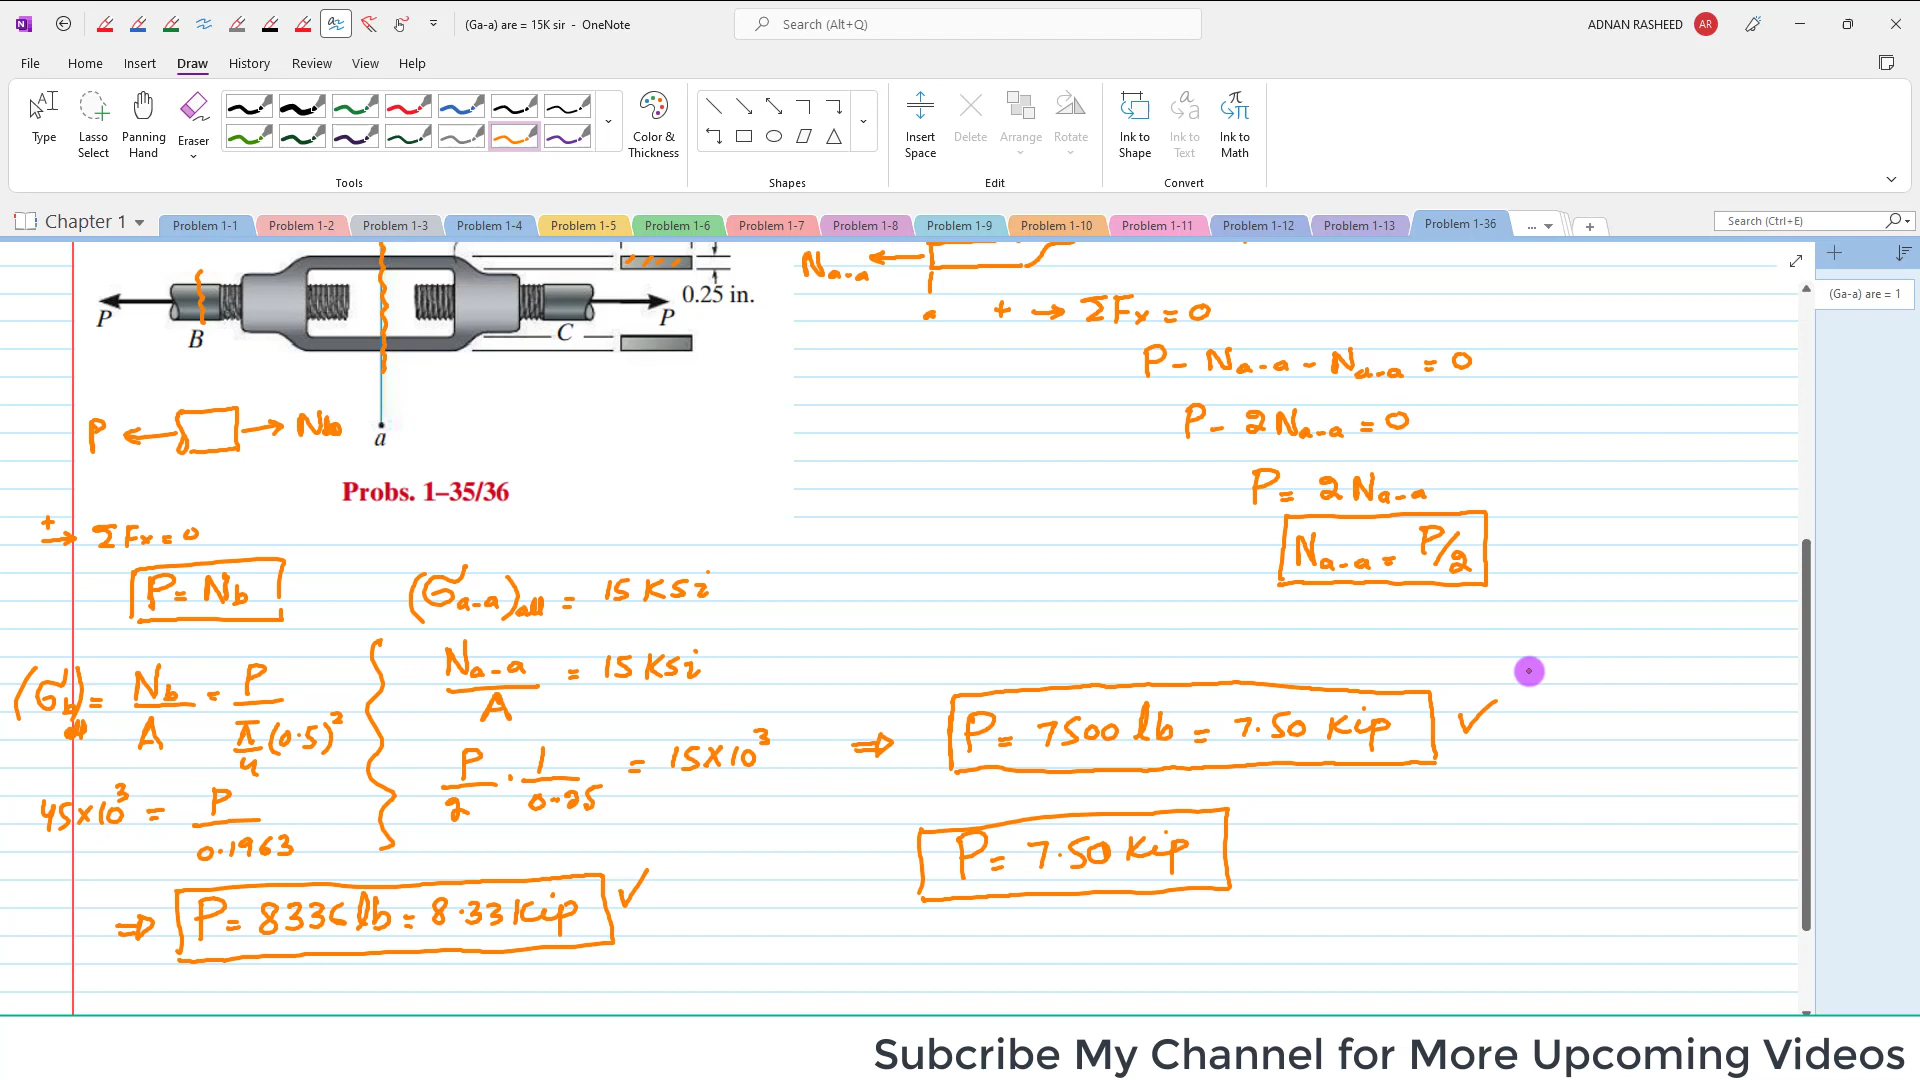 (Ga-a) are = 15K sir - OneNote
Search (Alt+Q)
ADNAN RASHEED
AR
File Home Insert Draw History Review View Help
Type
Lasso Select
Panning Hand
Eraser
Color & Thickness
Insert Space
Delete
Arrange
Rotate
Ink to Shape
Ink to Text
Ink to Math
Tools
Shapes
Edit
Convert
Chapter 1
Problem 1-1 Problem 1-2 Problem 1-3 Problem 1-4 Problem 1-5 Problem 1-6 Problem 1-7 Problem 1-8 Problem 1-9 Problem 1-10 Problem 1-11 Problem 1-12 Problem 1-13 Problem 1-36 ...
Search (Ctrl+E)
(Ga-a) are = 1
0.25 in.
P
B
C
P
a
P ← → Nb
Probs. 1–35/36
+→ ΣFx = 0
P = Nb
(σb)all = Nb/A = P/(π/4 (0.5)²)
45×10³ = P/0.1963
⇒ P = 8336 lb = 8.33 Kip ✓
(σa-a)all = 15 Ksi
Na-a/A = 15 Ksi
P/2 · 1/0.25 = 15×10³
Na-a
a
+ → ΣFx = 0
P - Na-a - Na-a = 0
P - 2Na-a = 0
P = 2Na-a
Na-a = P/2
⇒ P = 7500 lb = 7.50 Kip ✓
P = 7.50 Kip
Subcribe My Channel for More Upcoming Videos